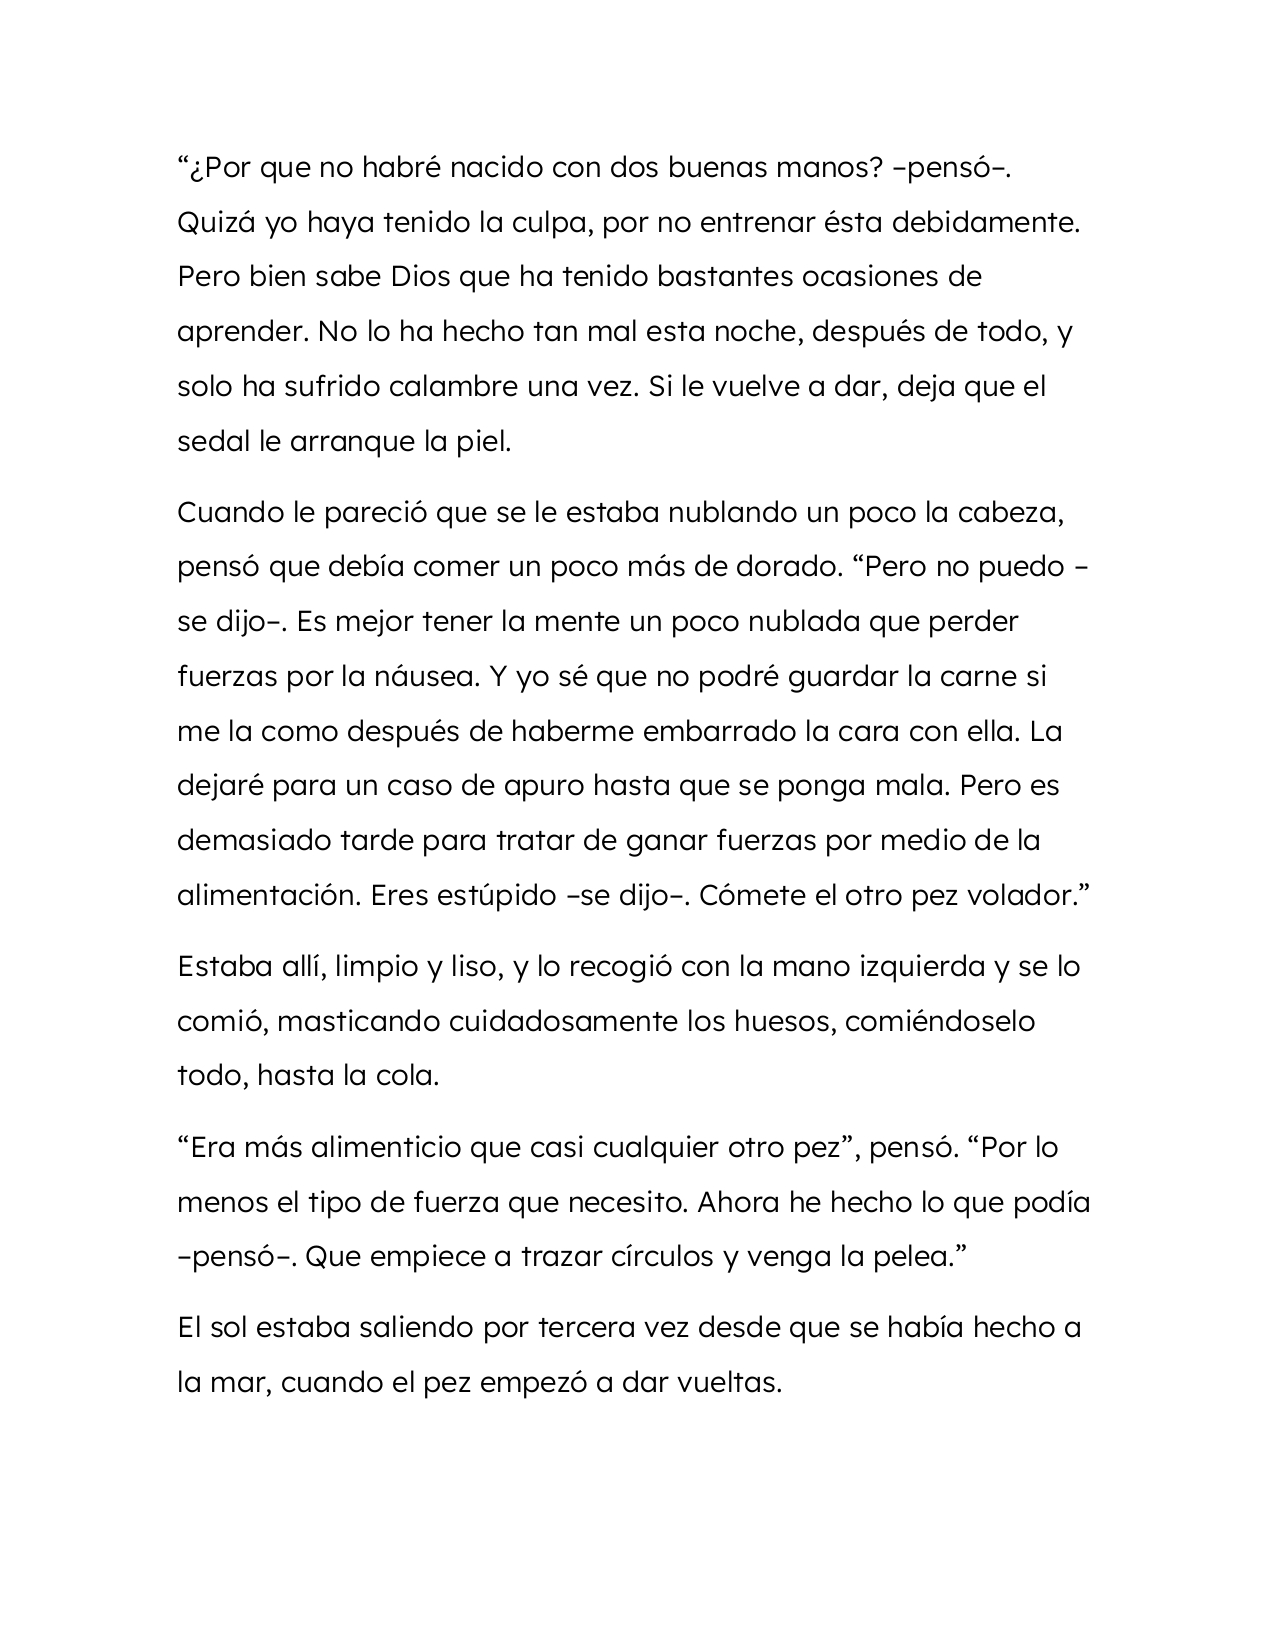 “¿Por que no habré nacido con dos buenas manos? –pensó–.
Quizá yo haya tenido la culpa, por no entrenar ésta debidamente.
Pero bien sabe Dios que ha tenido bastantes ocasiones de
aprender. No lo ha hecho tan mal esta noche, después de todo, y
solo ha sufrido calambre una vez. Si le vuelve a dar, deja que el
sedal le arranque la piel.
Cuando le pareció que se le estaba nublando un poco la cabeza,
pensó que debía comer un poco más de dorado. “Pero no puedo –
se dijo–. Es mejor tener la mente un poco nublada que perder
fuerzas por la náusea. Y yo sé que no podré guardar la carne si
me la como después de haberme embarrado la cara con ella. La
dejaré para un caso de apuro hasta que se ponga mala. Pero es
demasiado tarde para tratar de ganar fuerzas por medio de la
alimentación. Eres estúpido –se dijo–. Cómete el otro pez volador.”
Estaba allí, limpio y liso, y lo recogió con la mano izquierda y se lo
comió, masticando cuidadosamente los huesos, comiéndoselo
todo, hasta la cola.
“Era más alimenticio que casi cualquier otro pez”, pensó. “Por lo
menos el tipo de fuerza que necesito. Ahora he hecho lo que podía
–pensó–. Que empiece a trazar círculos y venga la pelea.”
El sol estaba saliendo por tercera vez desde que se había hecho a
la mar, cuando el pez empezó a dar vueltas.